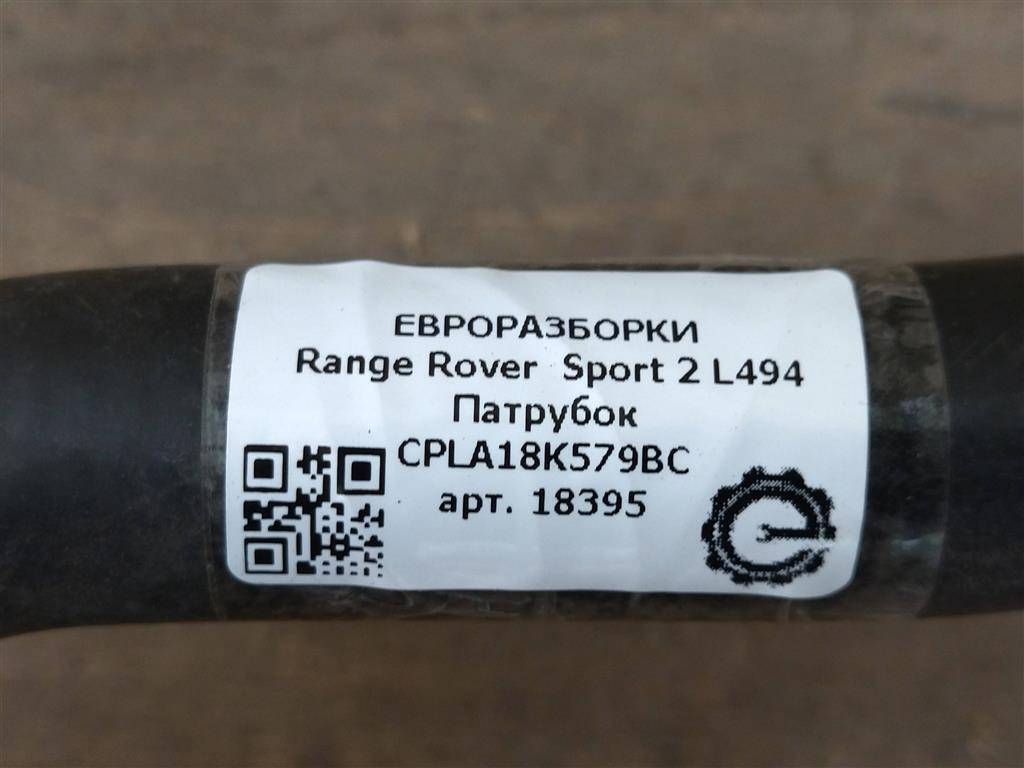 ЕВРОРАЗБОРКИ
Range Rover Sport 2 L494
Патрубок
CPLA18K579BC
арт. 18395